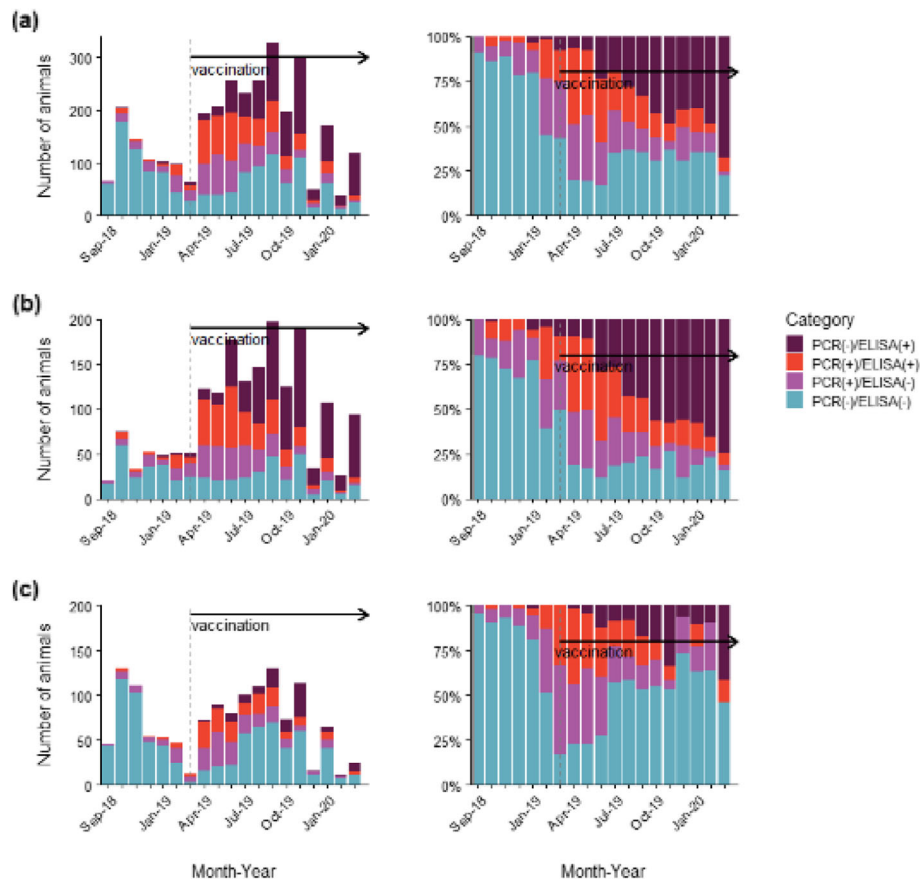 (a)
Number of animals
300
200
100
0
vaccination
Sep-18
Jan-19
Apr-19
Jul-19
Oct-19
Jan-20
100%
75%
50%
25%
0%
vaccination
Sep-18
Jan-19
Apr-19
Jul-19
Oct-19
Jan-20
(b)
Number of animals
200
150
100
50
0
vaccination
Sep-18
Jan-19
Apr-19
Jul-19
Oct-19
Jan-20
100%
75%
50%
25%
0%
vaccination
Sep-18
Jan-19
Apr-19
Jul-19
Oct-19
Jan-20
Category
PCR(-)/ELISA(+)
PCR(+)/ELISA(+)
PCR(+)/ELISA(-)
PCR(-)/ELISA(-)
(c)
Number of animals
200
150
100
50
0
vaccination
Sep-18
Jan-19
Apr-19
Jul-19
Oct-19
Jan-20
Month-Year
100%
75%
50%
25%
0%
vaccination
Sep-18
Jan-19
Apr-19
Jul-19
Oct-19
Jan-20
Month-Year